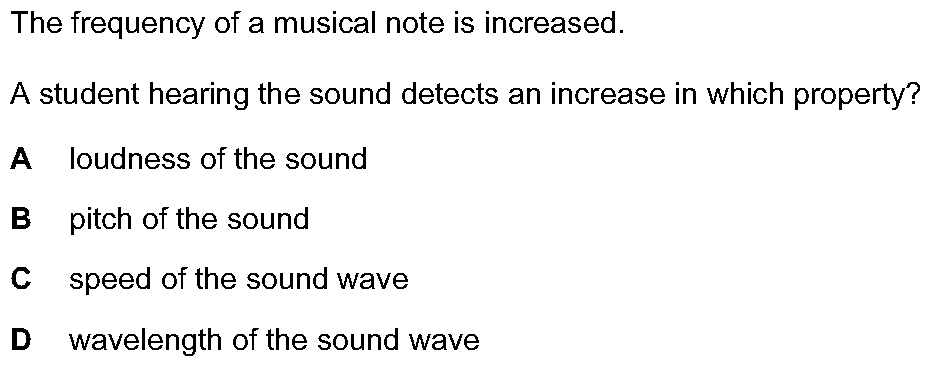 The frequency of a musical note is increased.
A student hearing the sound detects an increase in which property?
A loudness of the sound
B pitch of the sound
C speed of the sound wave
D wavelength of the sound wave